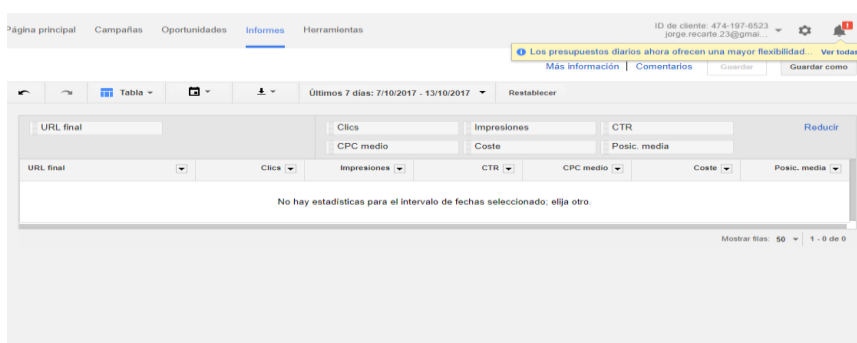 Página principal Campañas Oportunidades Informes Herramientas
ID de cliente: 474-197-6523
jorge.recarte.23@gmai...
Los presupuestos diarios ahora ofrecen una mayor flexibilidad... Ver todas
Más información | Comentarios Guardar Guardar como
Tabla Últimos 7 días: 7/10/2017 - 13/10/2017 Restablecer
URL final Clics Impresiones CTR Reducir
CPC medio Coste Posic. media
URL final Clics Impresiones CTR CPC medio Coste Posic. media
No hay estadísticas para el intervalo de fechas seleccionado; elija otro.
Mostrar filas: 50 1 - 0 de 0